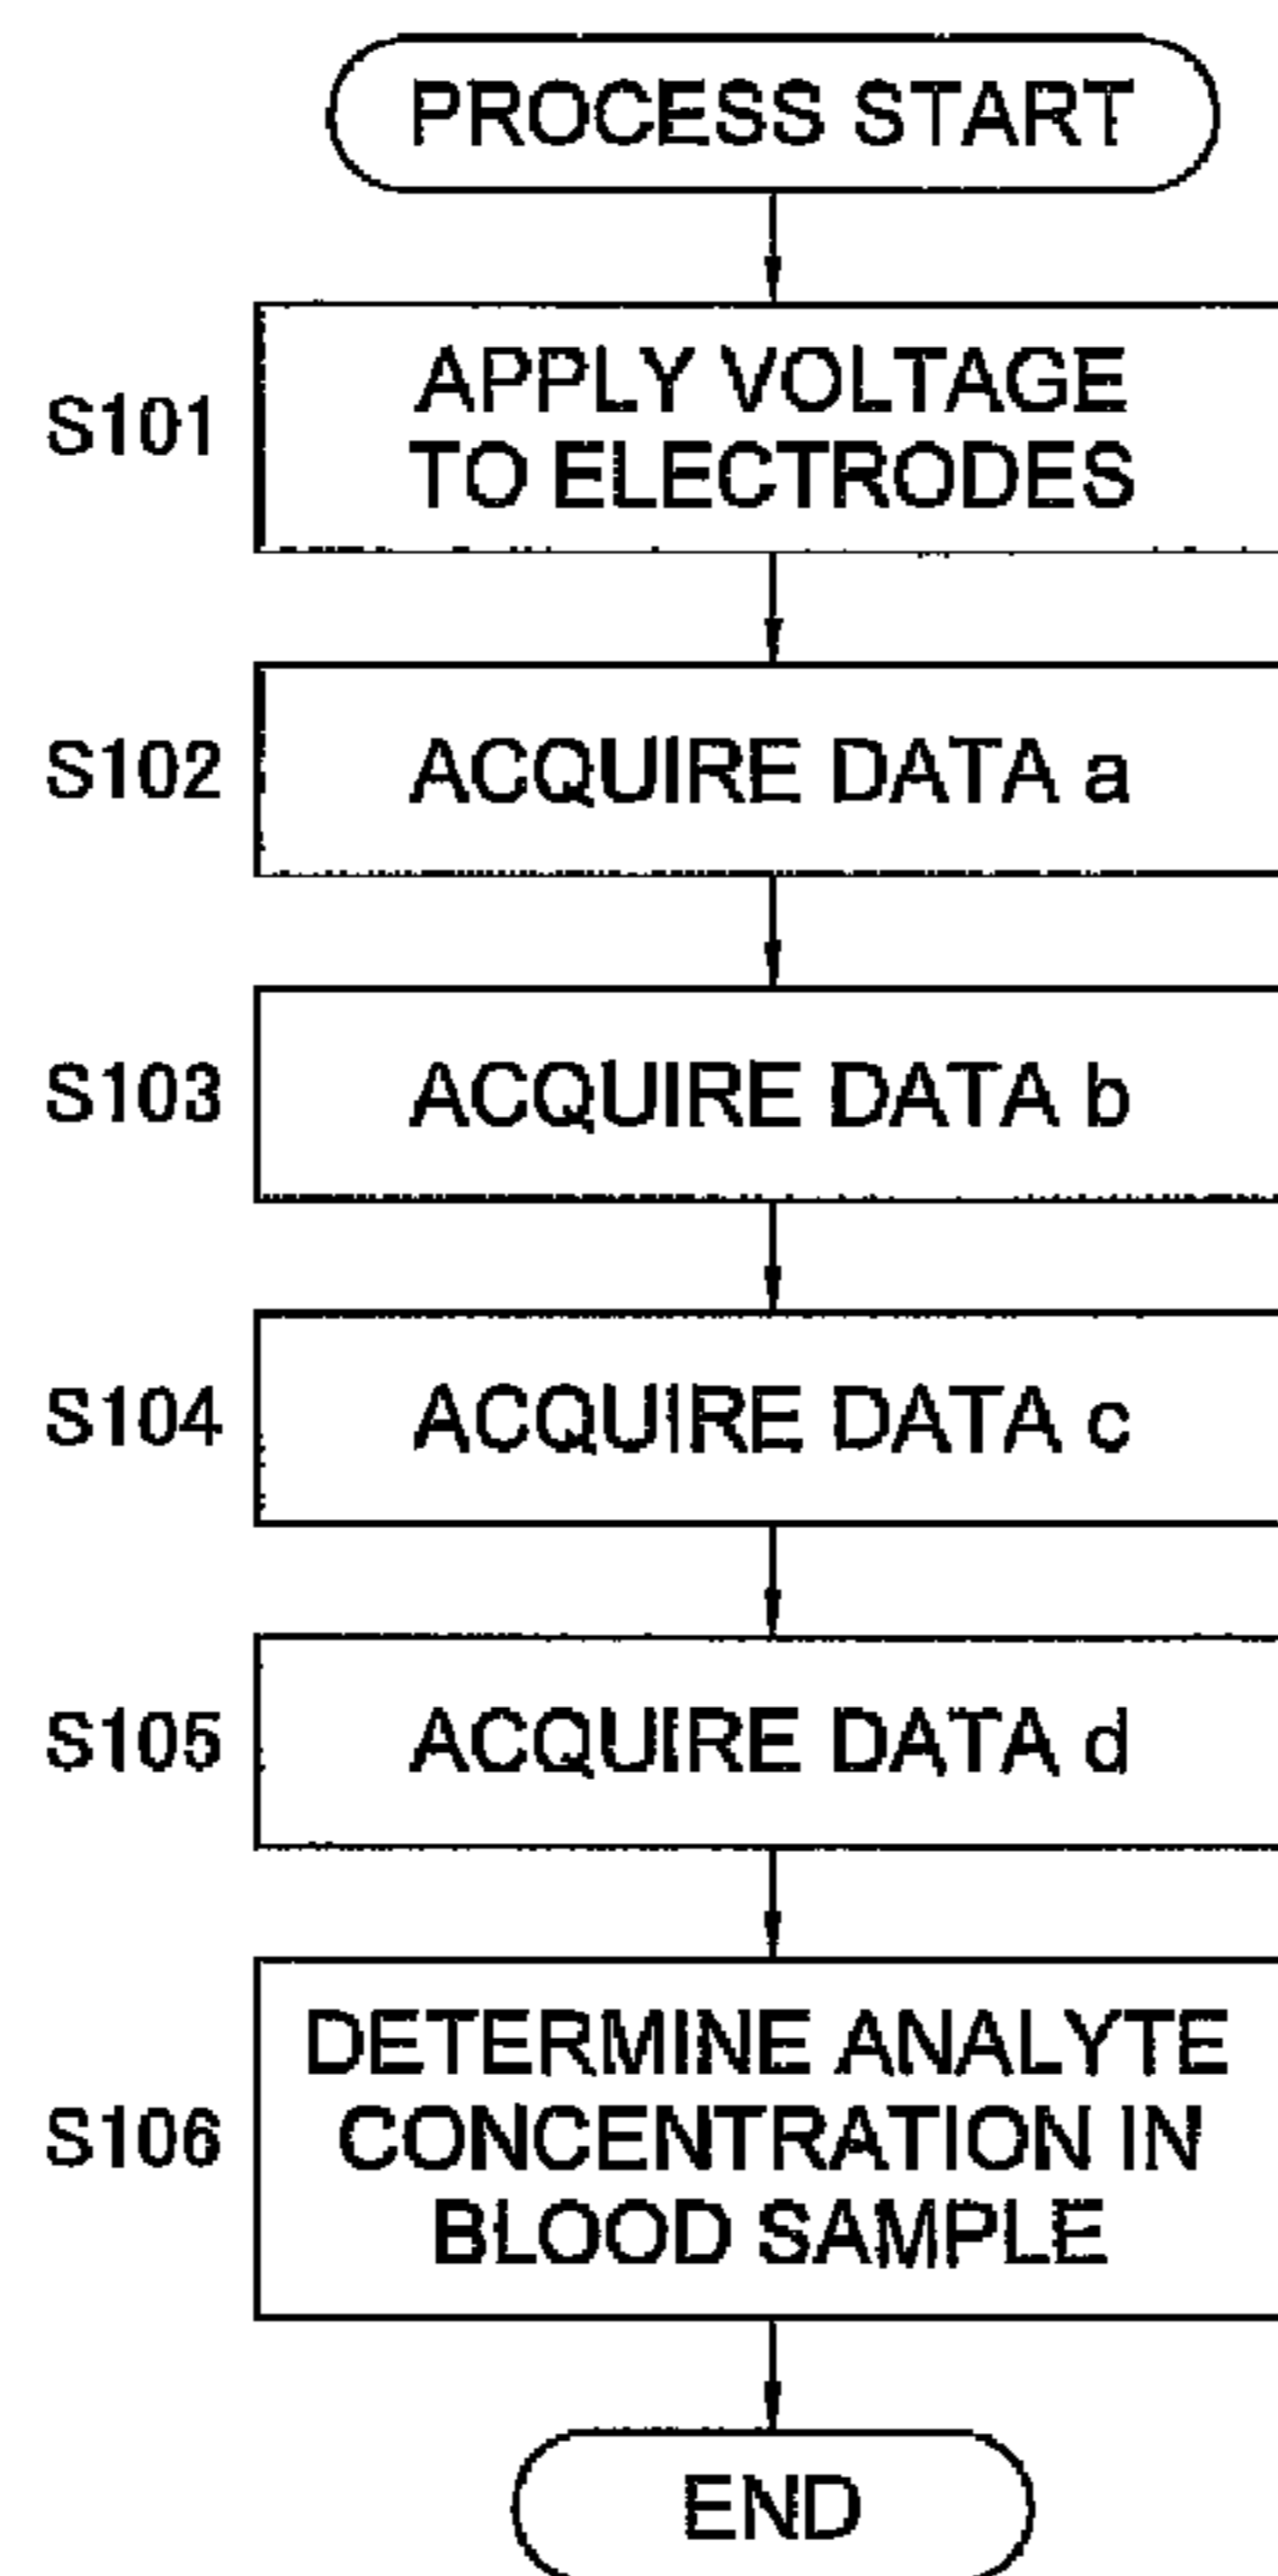 PROCESS START
S101
APPLY VOLTAGE
TO ELECTRODES
S102
ACQUIRE DATA a
S103
ACQUIRE DATA b
S104
ACQUIRE DATA c
S105
ACQUIRE DATA d
S106
DETERMINE ANALYTE
CONCENTRATION IN
BLOOD SAMPLE
END